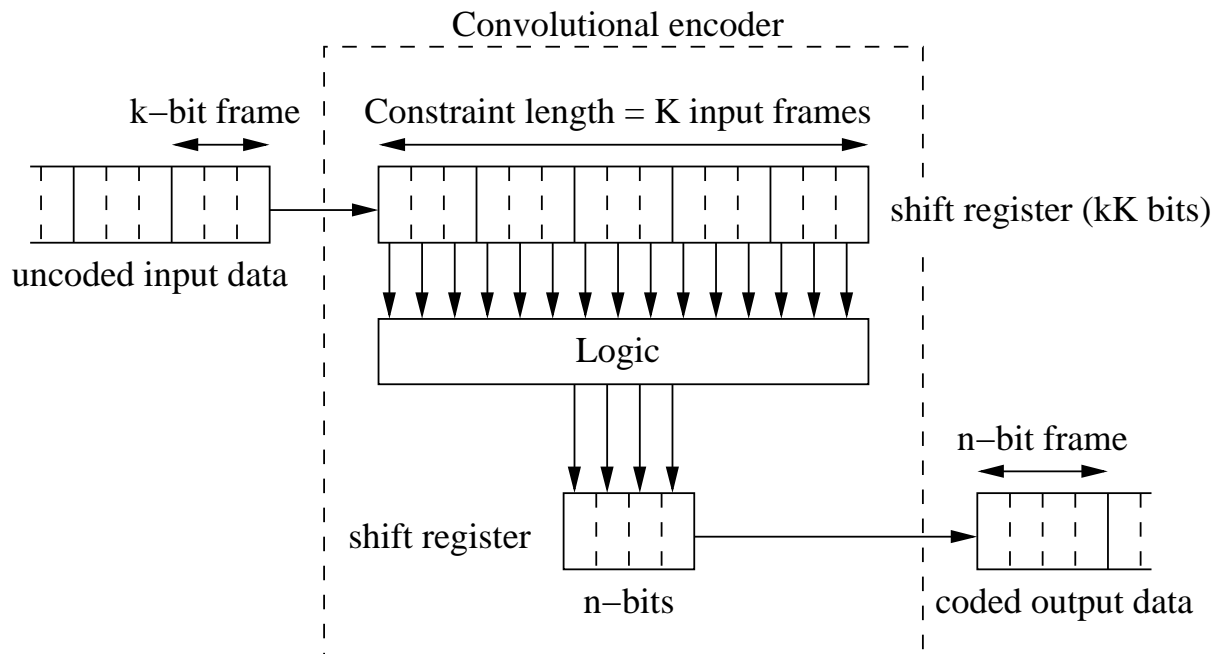 Convolutional encoder
k−bit frame
Constraint length = K input frames
shift register (kK bits)
uncoded input data
Logic
n−bit frame
shift register
n−bits
coded output data